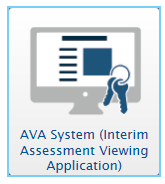 AVA System (Interim
Assessment Viewing
Application)